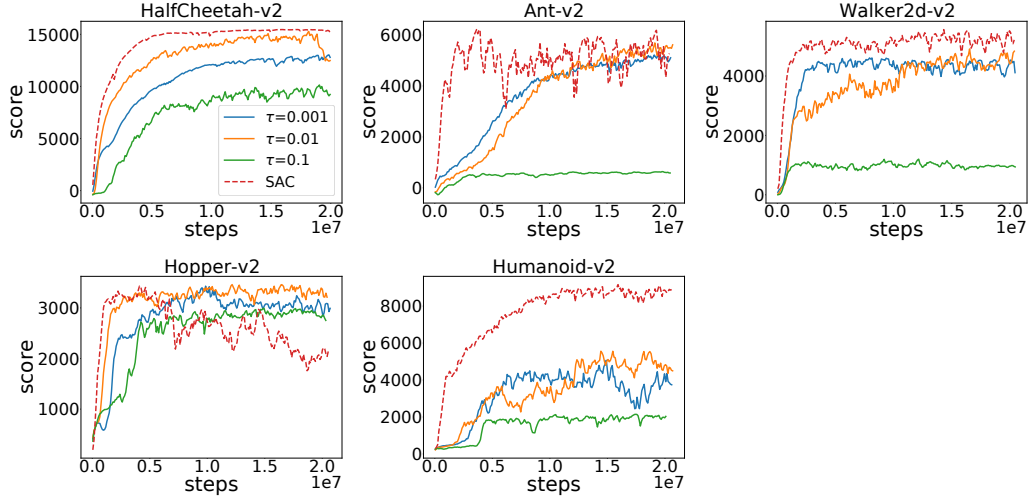 HalfCheetah-v2
score
15000
10000
5000
0
τ=0.001
τ=0.01
τ=0.1
SAC
0.0 0.5 1.0 1.5 2.0
steps 1e7
Ant-v2
score
6000
4000
2000
0
0.0 0.5 1.0 1.5 2.0
steps 1e7
Walker2d-v2
score
4000
2000
0
0.0 0.5 1.0 1.5 2.0
steps 1e7
Hopper-v2
score
3000
2000
1000
0.0 0.5 1.0 1.5 2.0
steps 1e7
Humanoid-v2
score
8000
6000
4000
2000
0
0.0 0.5 1.0 1.5 2.0
steps 1e7